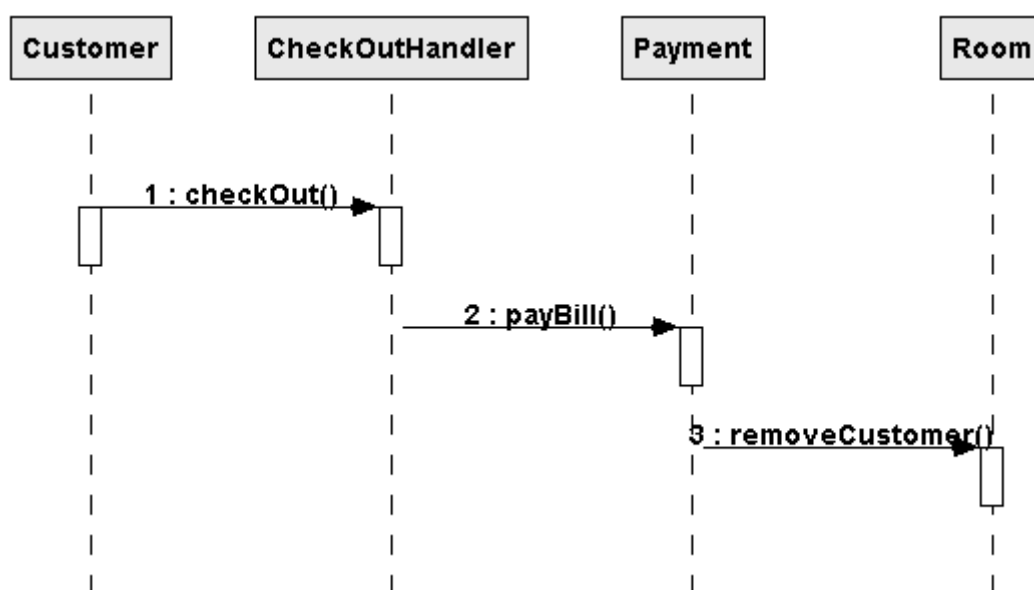 Customer
CheckOutHandler
Payment
Room
1 : checkOut()
2 : payBill()
3 : removeCustomer()